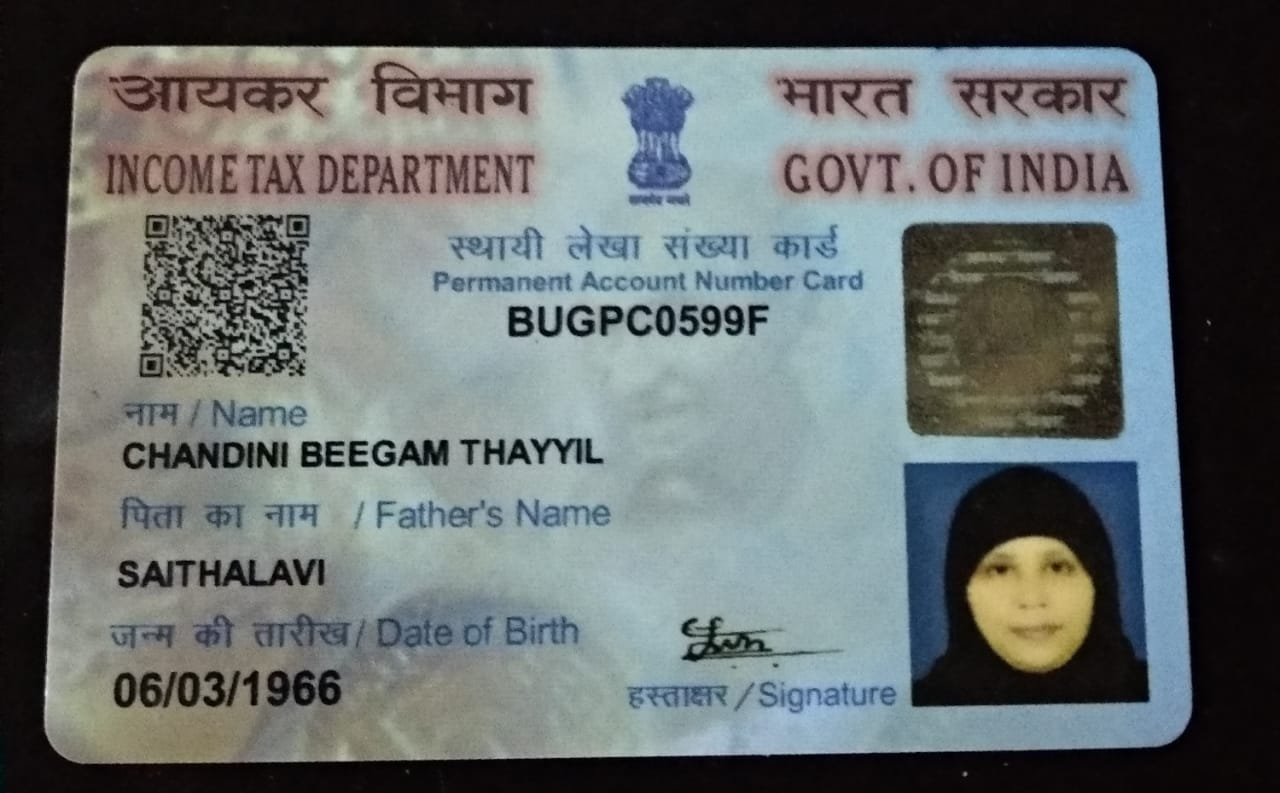 आयकर विभाग
INCOME TAX DEPARTMENT
भारत सरकार
GOVT. OF INDIA
सत्यमेव जयते
स्थायी लेखा संख्या कार्ड
Permanent Account Number Card
BUGPC0599F
नाम / Name
CHANDINI BEEGAM THAYYIL
पिता का नाम / Father's Name
SAITHALAVI
जन्म की तारीख / Date of Birth
06/03/1966
हस्ताक्षर / Signature